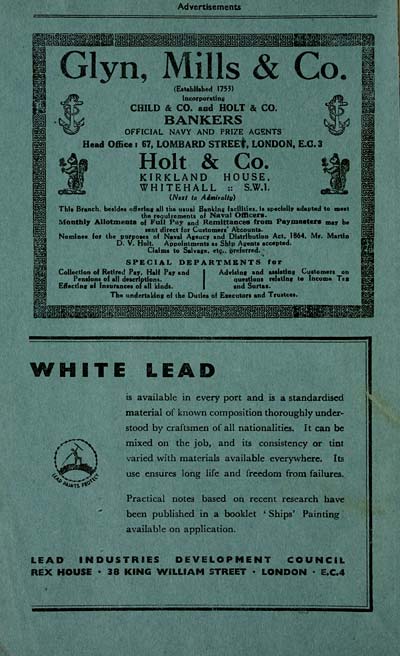 Advertisements
Glyn, Mills & Co.
(Established 1753)
Incorporating
CHILD & CO. and HOLT & CO.
BANKERS
OFFICIAL NAVY AND PRIZE AGENTS
Head Office : 67, LOMBARD STREET, LONDON, E.C.3
Holt & Co.
KIRKLAND HOUSE,
WHITEHALL :: S.W.1.
(Next to Admiralty)
This Branch, besides offering all the usual Banking facilities, is specially adapted to meet
the requirements of Naval Officers.
Monthly Allotments of Full Pay and Remittances from Paymasters may be
sent direct for Customers' Accounts.
Nominee for the purposes of Naval Agency and Distribution Act, 1864, Mr. Martin
D. V. Holt. Appointments as Ship Agents accepted.
Claims to Salvage, etc., preferred.
SPECIAL DEPARTMENTS for
Collection of Retired Pay, Half Pay and
Pensions of all descriptions.
Effecting of Insurances of all kinds.
Advising and assisting Customers on
questions relating to Income Tax
and Surtax.
The undertaking of the Duties of Executors and Trustees.
WHITE LEAD
is available in every port and is a standardised
material of known composition thoroughly under-
stood by craftsmen of all nationalities. It can be
mixed on the job, and its consistency or tint
varied with materials available everywhere. Its
use ensures long life and freedom from failures.
LEAD PAINTS PROTECT
Practical notes based on recent research have
been published in a booklet ' Ships' Painting '
available on application.
LEAD INDUSTRIES DEVELOPMENT COUNCIL
REX HOUSE · 38 KING WILLIAM STREET · LONDON · E.C.4